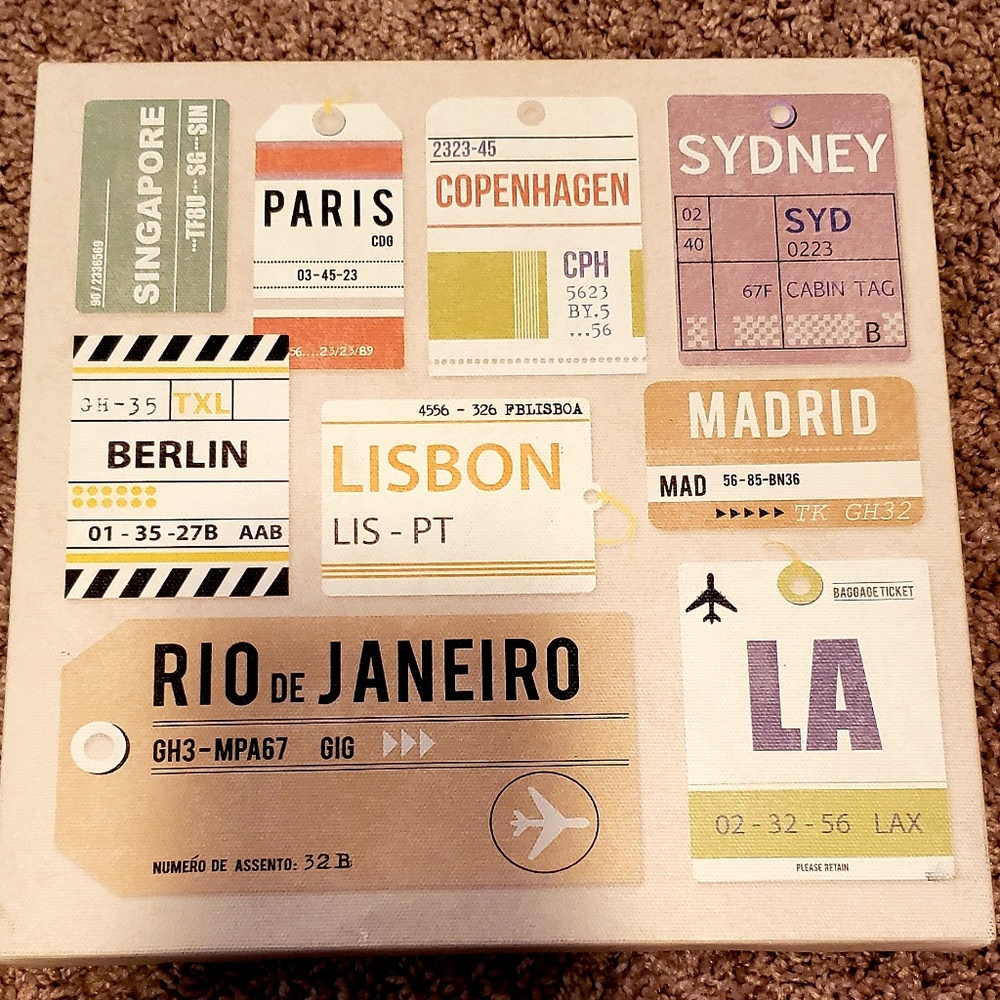 SINGAPORE
...TF8U...SG...SIN
90/2336569
PARIS
CDG
03-45-23
56....23/23/89
2323-45
COPENHAGEN
CPH
5623
BY.5
...56
SYDNEY
02
SYD
40
0223
67F
CABIN TAG
B
GH-35 TXL
BERLIN
01-35-27B AAB
4556 - 326 FBLISBOA
LISBON
LIS - PT
MADRID
MAD 56-85-BN36
TK GH32
RIO DE JANEIRO
GH3-MPA67 GIG
NUMEŔO DE ASSENTO: 32B
BAGGAGE TICKET
LA
02-32-56 LAX
PLEASE RETAIN